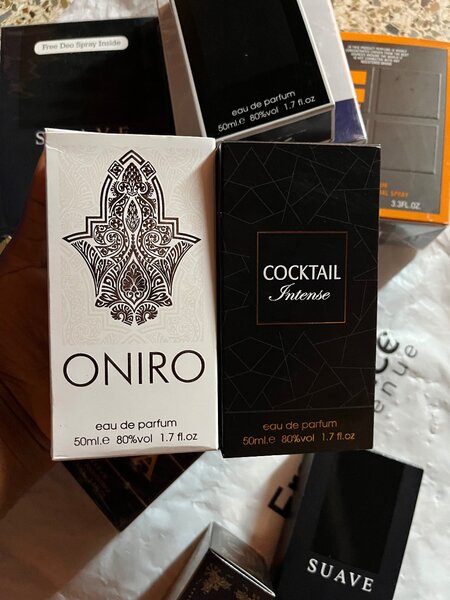 Free Deo Spray Inside
SUAVE
eau de parfum
50ml.e 80%vol 1.7 fl.oz
3.3FL.OZ
ONIRO
eau de parfum
50ml.e 80%vol 1.7 fl.oz
COCKTAIL
Intense
eau de parfum
50ml.e 80%vol 1.7 fl.oz
SUAVE